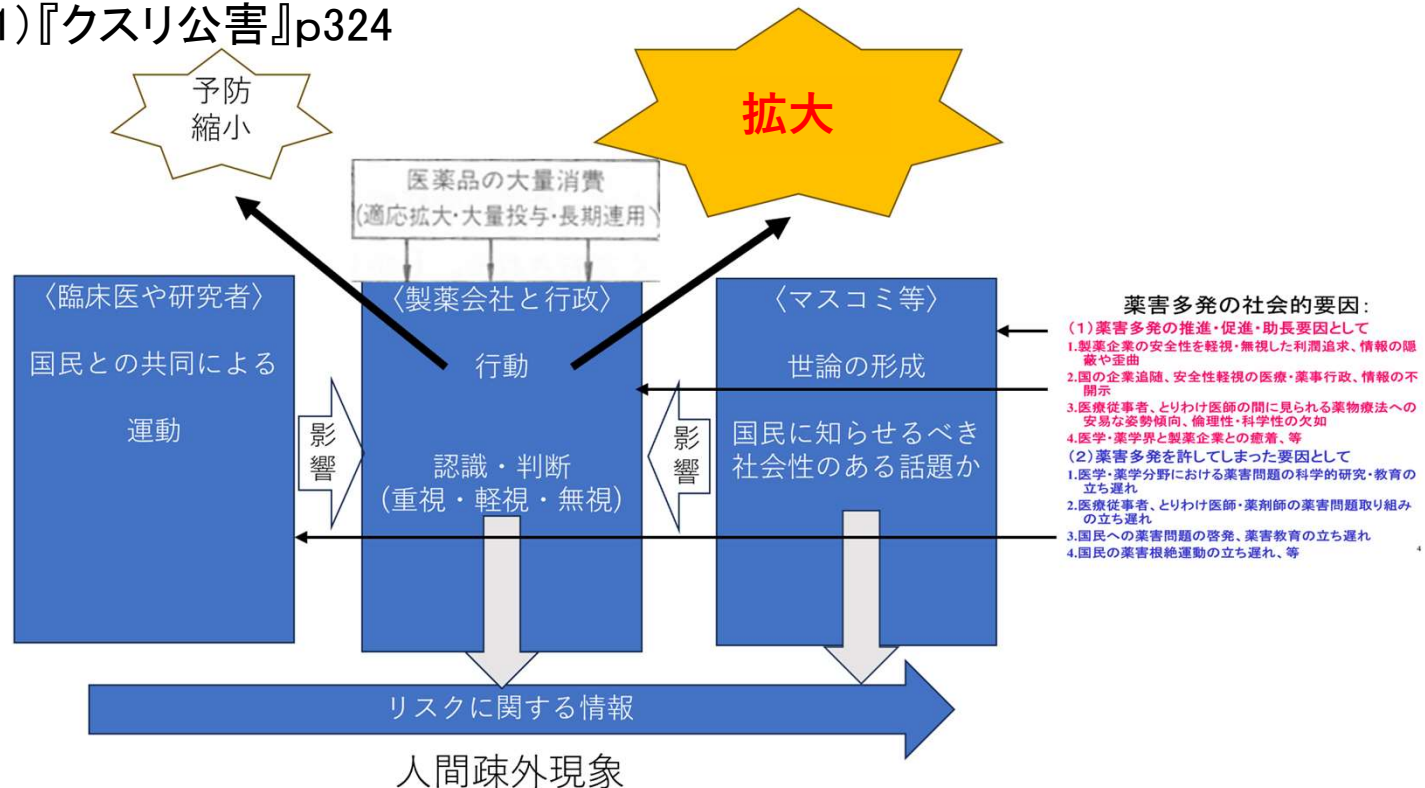 1)『クスリ公害』p324
予防
縮小
拡大
医薬品の大量消費
(適応拡大・大量投与・長期連用)
〈臨床医や研究者〉
国民との共同による
運動
影
響
〈製薬会社と行政〉
行動
認識・判断
(重視・軽視・無視)
影
響
〈マスコミ等〉
世論の形成
国民に知らせるべき
社会性のある話題か
薬害多発の社会的要因:
(1)薬害多発の推進・促進・助長要因として
1.製薬企業の安全性を軽視・無視した利潤追求、情報の隠
蔽や歪曲
2.国の企業追随、安全性軽視の医療・薬事行政、情報の不
開示
3.医療従事者、とりわけ医師の間に見られる薬物療法への
安易な姿勢傾向、倫理性・科学性の欠如
4.医学・薬学界と製薬企業との癒着、等
(2)薬害多発を許してしまった要因として
1.医学・薬学分野における薬害問題の科学的研究・教育の
立ち遅れ
2.医療従事者、とりわけ医師・薬剤師の薬害問題取り組み
の立ち遅れ
3.国民への薬害問題の啓発、薬害教育の立ち遅れ
4.国民の薬害根絶運動の立ち遅れ、等
4
リスクに関する情報
人間疎外現象